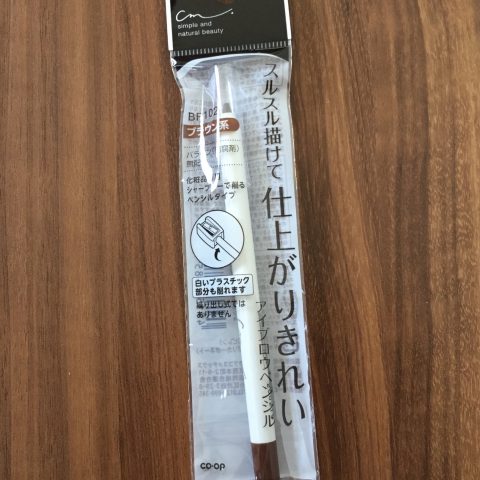 cm.
simple and
natural beauty
スルスル描けて
仕上がりきれい
アイブロウペンシル
BR102
ブラウン系
化粧品用
シャープナーで削る
ペンシルタイプ
白いプラスチック
部分も削れます
繰り出し式では
ありません
co·op